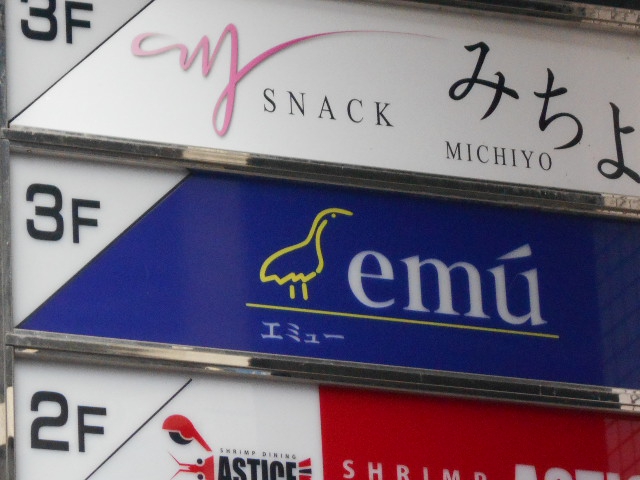 3F
SNACK
みちよ
MICHIYO
3F
emú
エミュー
2F
SHRIMP DINING
ASTICE
SHRIMP